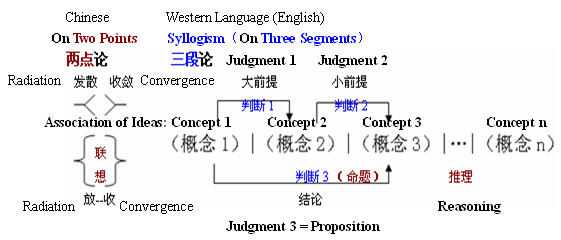 Chinese Western Language (English)
On Two Points Syllogism（On Three Segments）
两点论 三段论 Judgment 1 Judgment 2
Radiation 发散 收敛 Convergence 大前提 小前提
判断 1 判断 2
Association of Ideas: Concept 1 Concept 2 Concept 3 Concept n
（概念 1）|（概念 2）|（概念 3）|…|（概念 n）
联
想 判断 3（命题） 推理
放--收 结论
Radiation Convergence Reasoning
Judgment 3 = Proposition